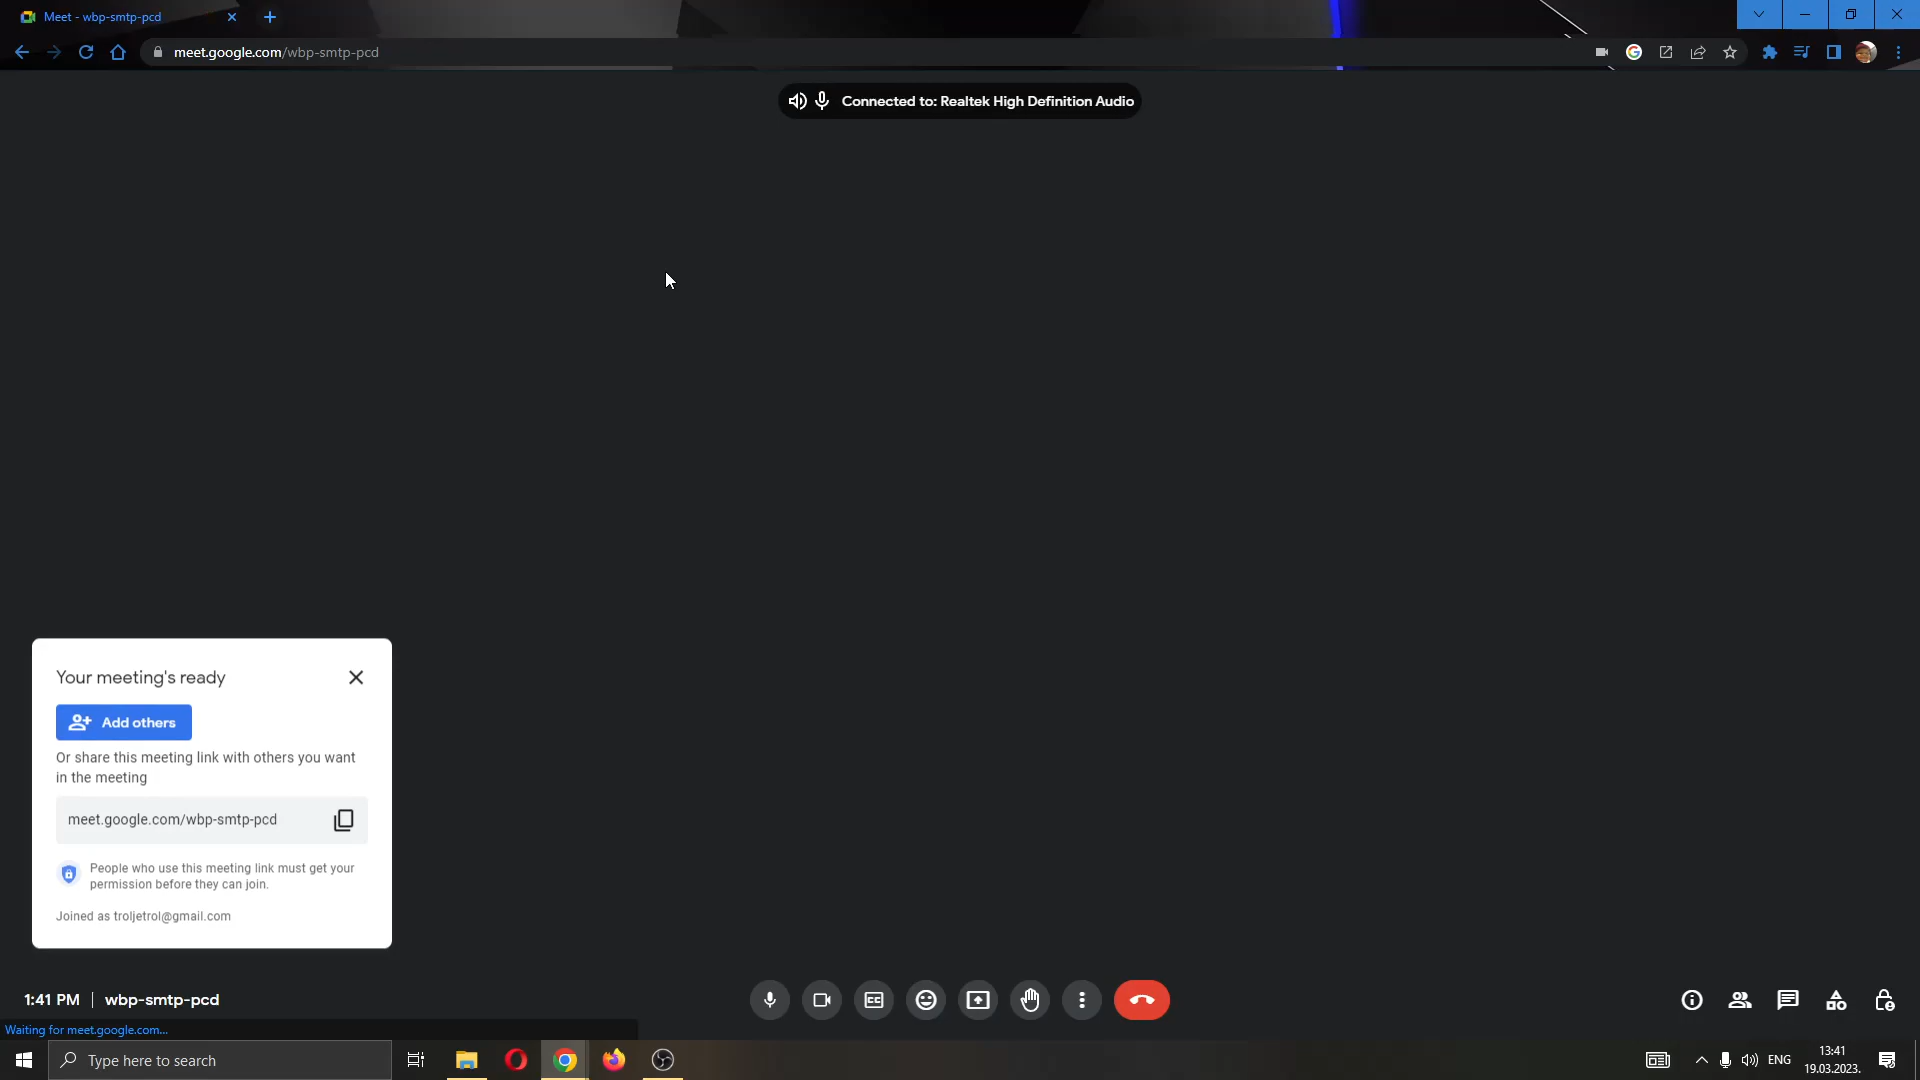 Meet - wbp-smtp-pcd
meet.google.com/wbp-smtp-pcd
Connected to: Realtek High Definition Audio
Your meeting's ready
Add others
Or share this meeting link with others you want
in the meeting
meet.google.com/wbp-smtp-pcd
People who use this meeting link must get your
permission before they can join.
Joined as troljetrol@gmail.com
1:41 PM | wbp-smtp-pcd
Waiting for meet.google.com...
Type here to search
ENG
13:41
19.03.2023.